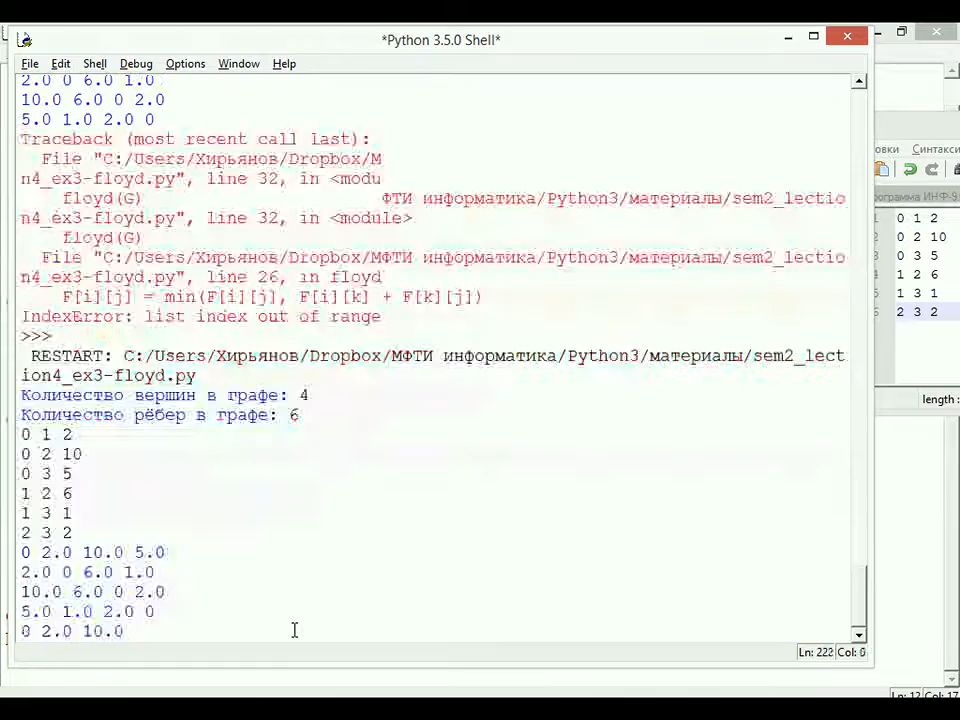 *Python 3.5.0 Shell*
File Edit Shell Debug Options Window Help
2.0 0 6.0 1.0
10.0 6.0 0 2.0
5.0 1.0 2.0 0
Traceback (most recent call last):
File "C:/Users/Хирьянов/Dropbox/М
n4_ex3-floyd.py", line 32, in <modu
floyd(G) ФТИ информатика/Python3/материалы/sem2_lectio
n4_ex3-floyd.py", line 32, in <module>
floyd(G)
File "C:/Users/Хирьянов/Dropbox/МФТИ информатика/Python3/материалы/sem2_lectio
n4_ex3-floyd.py", line 26, in floyd
F[i][j] = min(F[i][j], F[i][k] + F[k][j])
IndexError: list index out of range
>>>
RESTART: C:/Users/Хирьянов/Dropbox/МФТИ информатика/Python3/материалы/sem2_lect
ion4_ex3-floyd.py
Количество вершин в графе: 4
Количество рёбер в графе: 6
0 1 2
0 2 10
0 3 5
1 2 6
1 3 1
2 3 2
0 2.0 10.0 5.0
2.0 0 6.0 1.0
10.0 6.0 0 2.0
5.0 1.0 2.0 0
0 2.0 10.0
Ln: 222 Col: 0
овки Синтакси
рограмма ИНФ-9
0 1 2
0 2 10
0 3 5
1 2 6
1 3 1
2 3 2
length :
Ln: 12 Col: 17